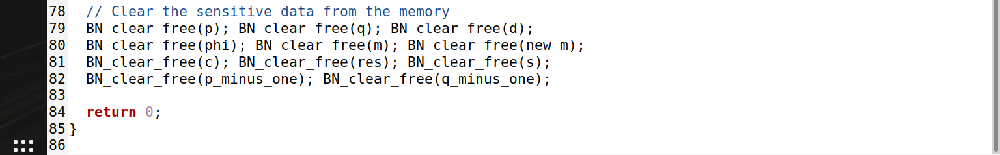 78 // Clear the sensitive data from the memory
79 BN_clear_free(p); BN_clear_free(q); BN_clear_free(d);
80 BN_clear_free(phi); BN_clear_free(m); BN_clear_free(new_m);
81 BN_clear_free(c); BN_clear_free(res); BN_clear_free(s);
82 BN_clear_free(p_minus_one); BN_clear_free(q_minus_one);
83
84 return 0;
85 }
86